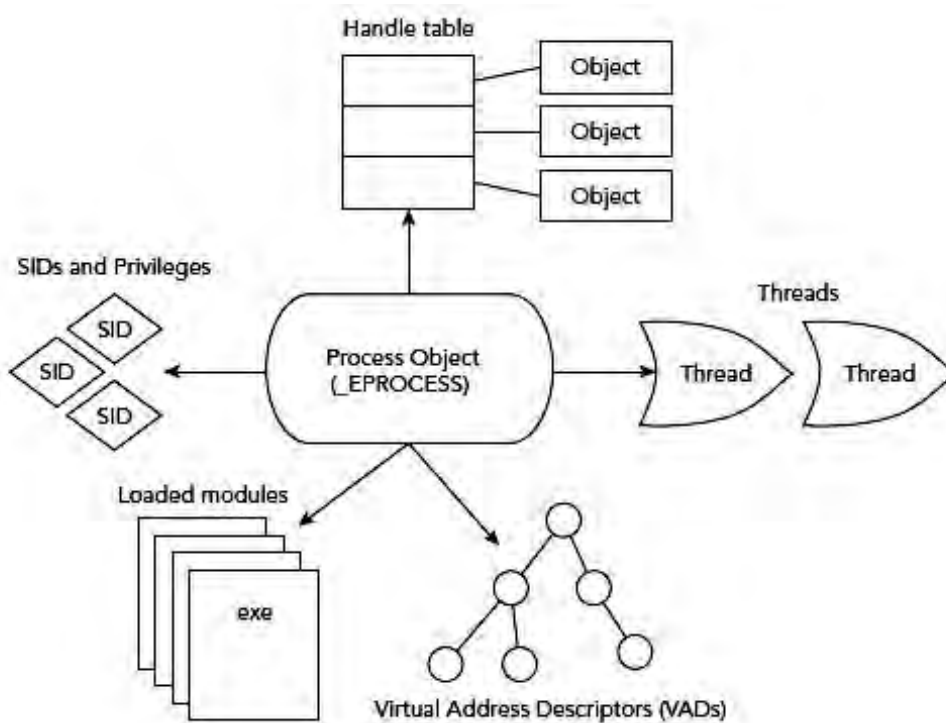 Handle table
Object
Object
Object
SIDs and Privileges
SID
SID
SID
Process Object
(_EPROCESS)
Threads
Thread
Thread
Loaded modules
exe
Virtual Address Descriptors (VADs)